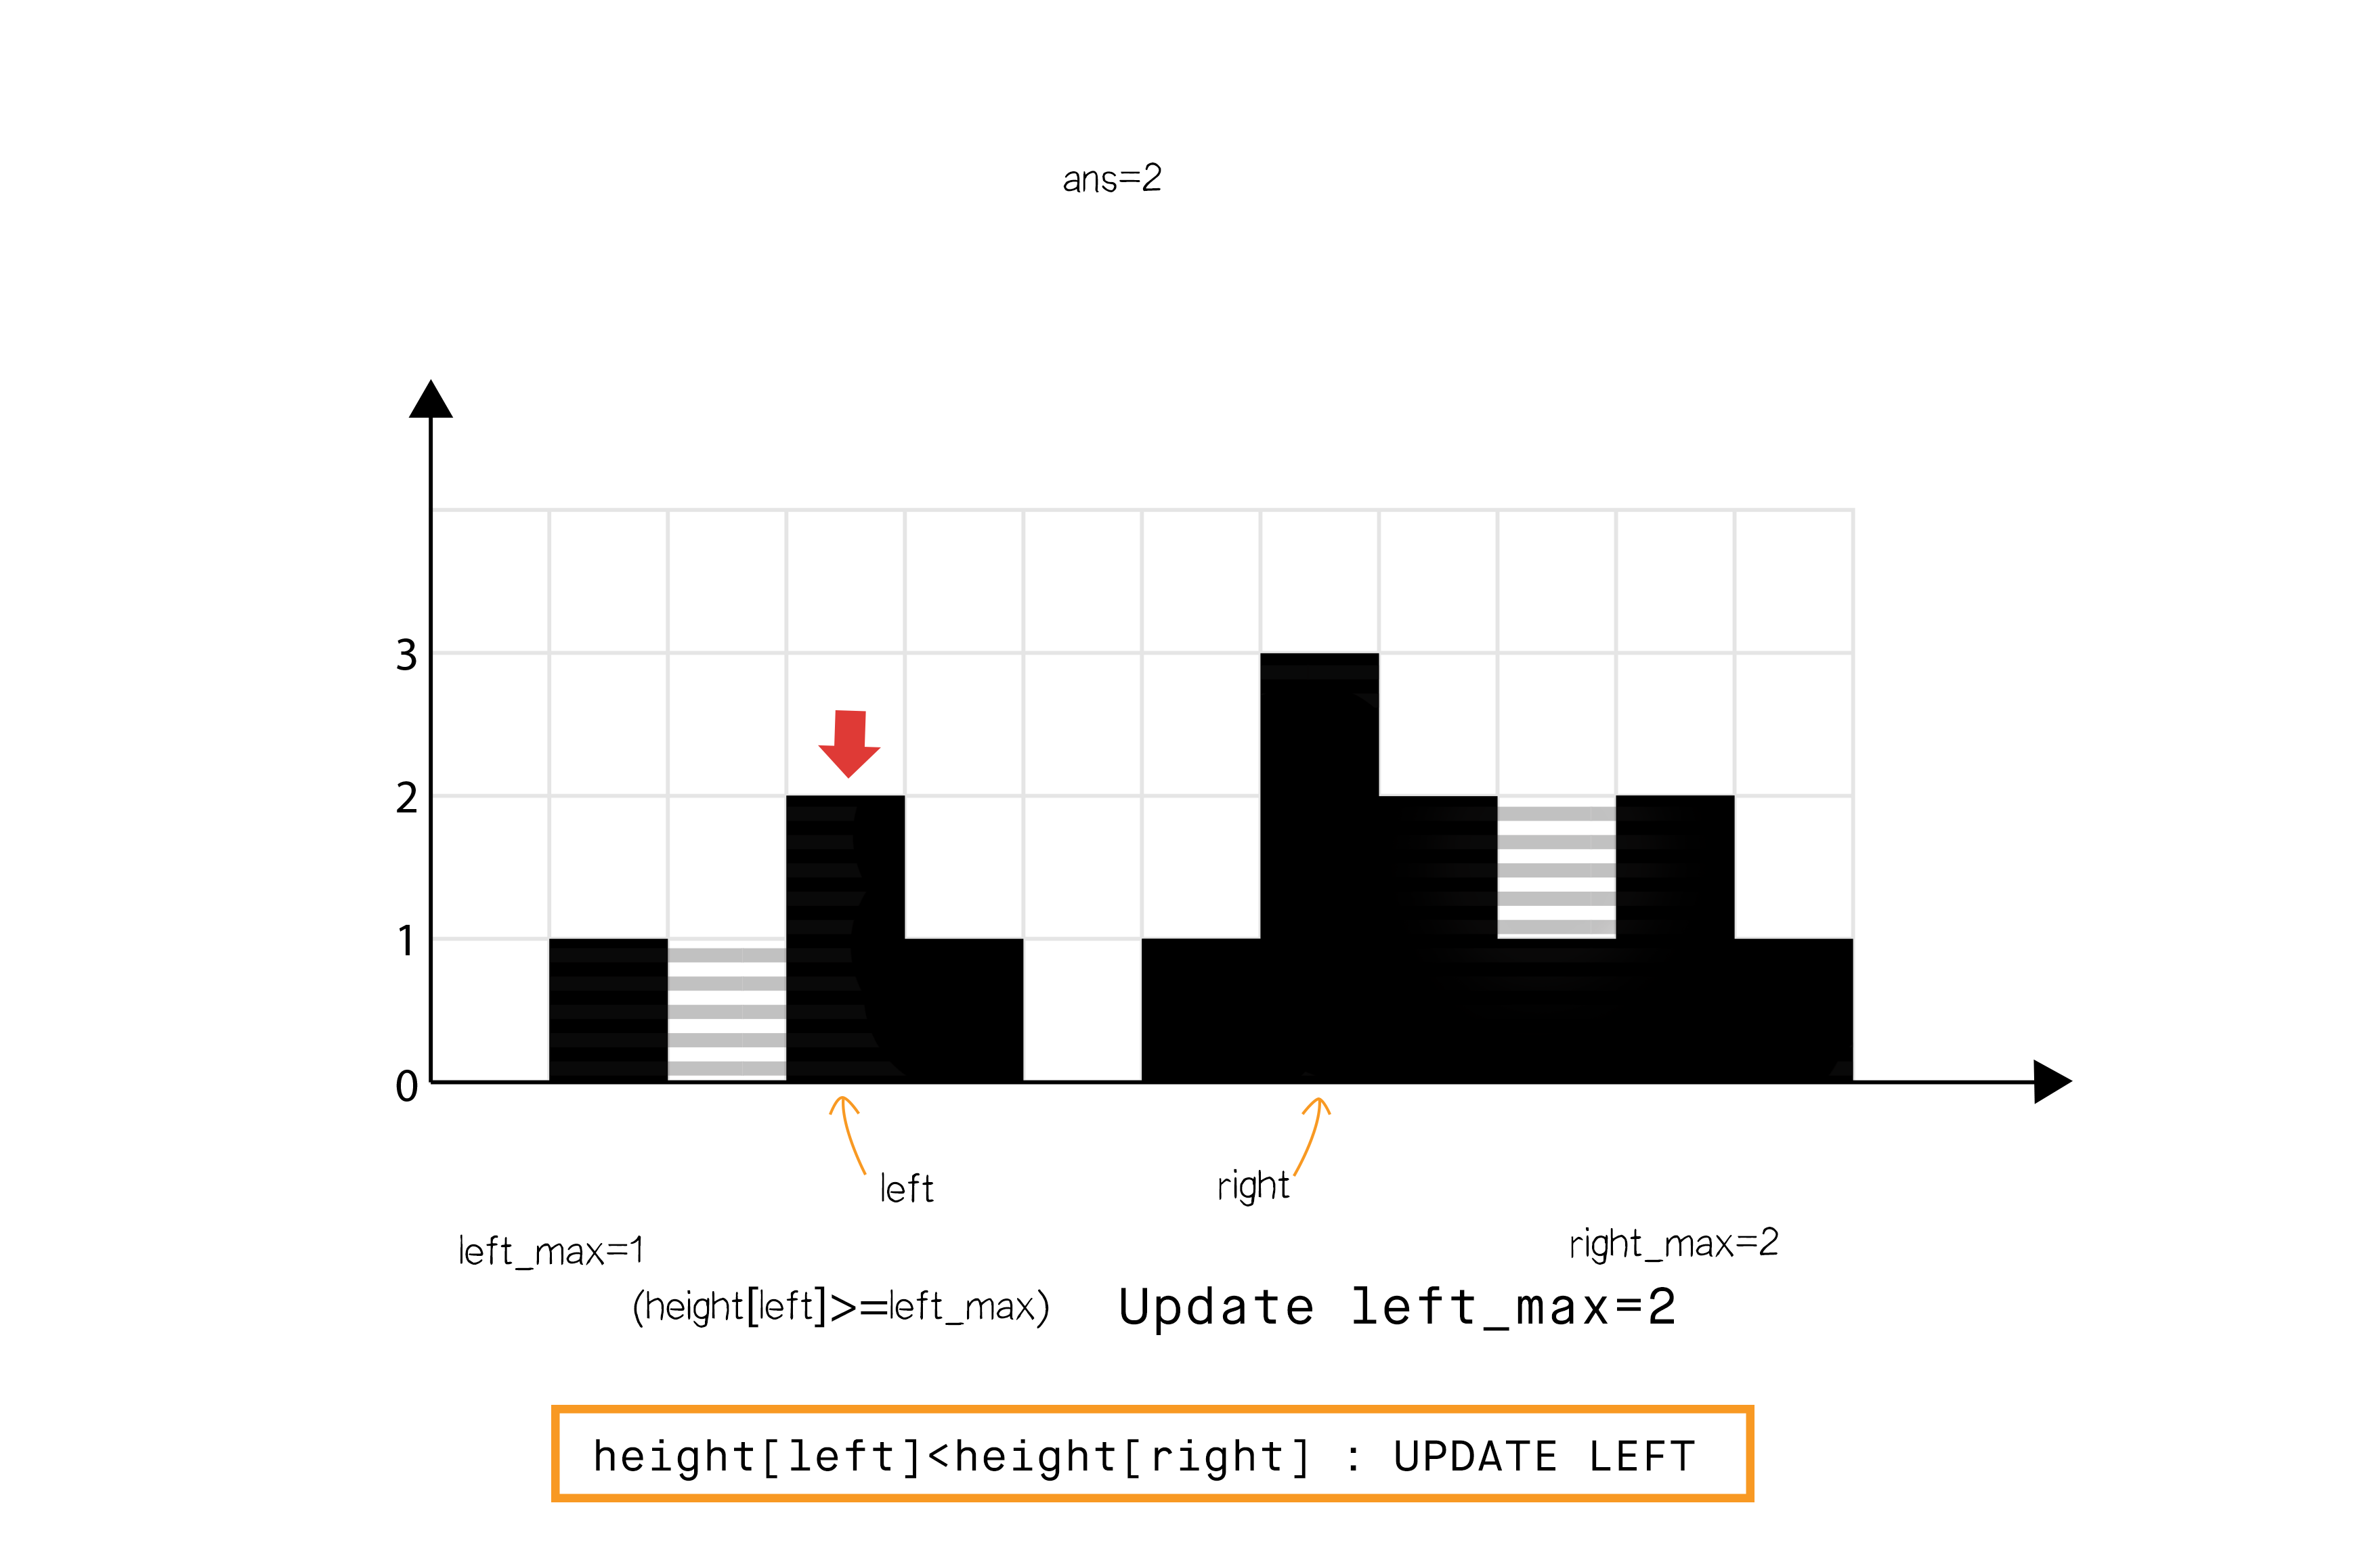 ans=2
3
2
1
0
left
right
left_max=1
right_max=2
(height[left]>=left_max) Update left_max=2
height[left]<height[right] : UPDATE LEFT